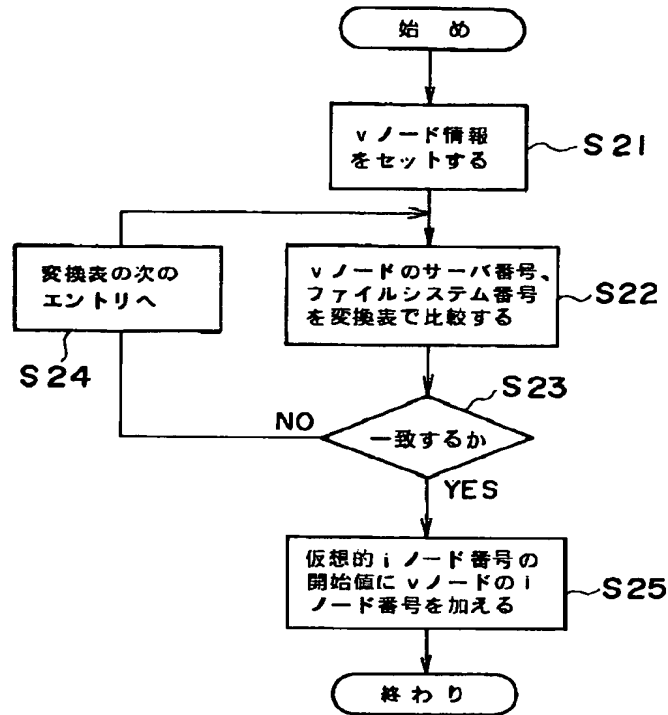 始め
vノード情報
をセットする
S21
vノードのサーバ番号、
ファイルシステム番号
を変換表で比較する
S22
変換表の次の
エントリへ
S24
S23
一致するか
NO
YES
仮想的iノード番号の
開始値にvノードのi
ノード番号を加える
S25
終わり